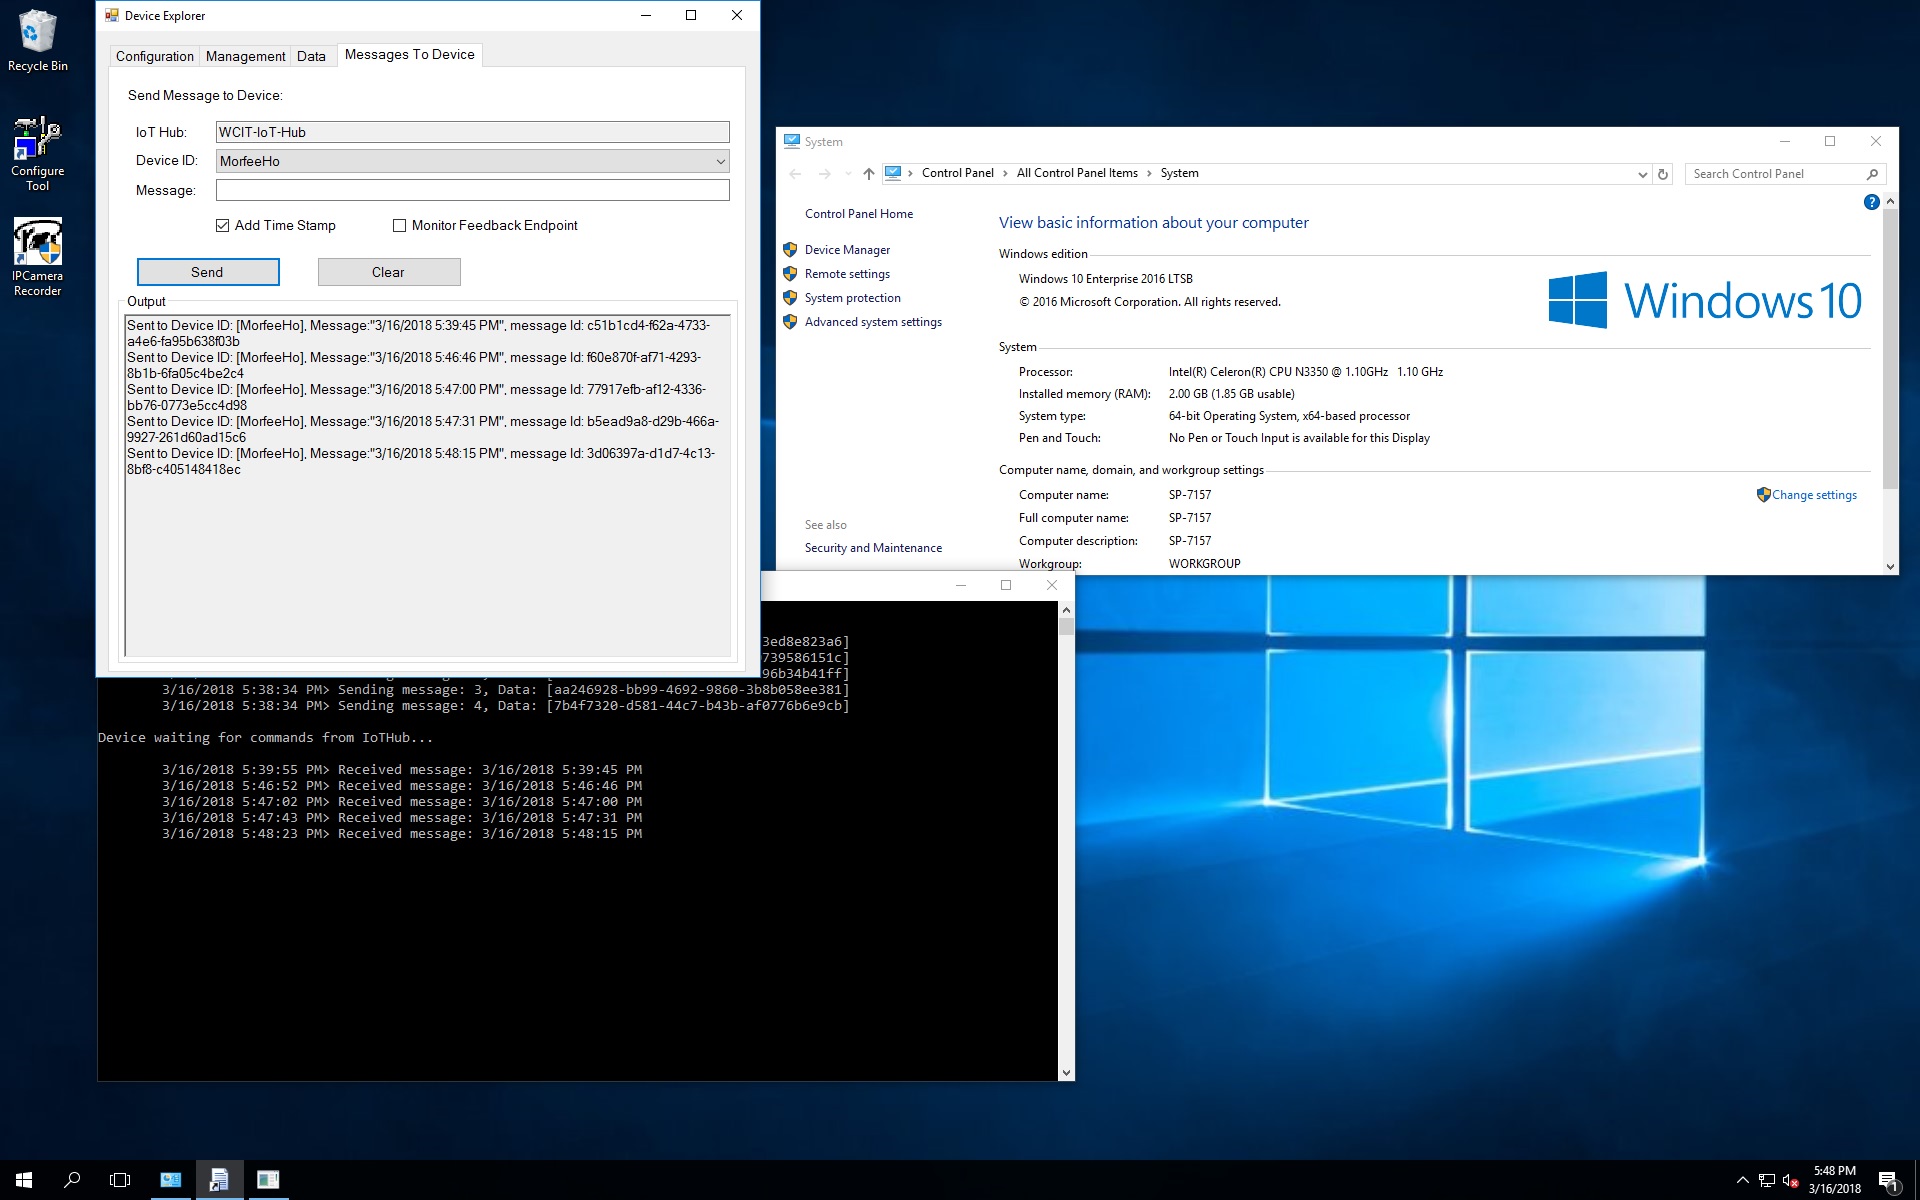 Recycle Bin
Configure
Tool
IPCamera
Recorder
Device Explorer
Configuration Management Data Messages To Device
Send Message to Device:
IoT Hub: WCIT-IoT-Hub
Device ID: MorfeeHo
Message:
Add Time Stamp Monitor Feedback Endpoint
Send Clear
Output
Sent to Device ID: [MorfeeHo], Message:"3/16/2018 5:39:45 PM", message Id: c51b1cd4-f62a-4733-
a4e6-fa95b638f03b
Sent to Device ID: [MorfeeHo], Message:"3/16/2018 5:46:46 PM", message Id: f60e870f-af71-4293-
8b1b-6fa05c4be2c4
Sent to Device ID: [MorfeeHo], Message:"3/16/2018 5:47:00 PM", message Id: 77917efb-af12-4336-
bb76-0773e5cc4d98
Sent to Device ID: [MorfeeHo], Message:"3/16/2018 5:47:31 PM", message Id: b5ead9a8-d29b-466a-
9927-261d60ad15c6
Sent to Device ID: [MorfeeHo], Message:"3/16/2018 5:48:15 PM", message Id: 3d06397a-d1d7-4c13-
8bf8-c405148418ec
System
Control Panel > All Control Panel Items > System
Search Control Panel
Control Panel Home
Device Manager
Remote settings
System protection
Advanced system settings
See also
Security and Maintenance
View basic information about your computer
Windows edition
Windows 10 Enterprise 2016 LTSB
© 2016 Microsoft Corporation. All rights reserved.
Windows 10
System
Processor: Intel(R) Celeron(R) CPU N3350 @ 1.10GHz 1.10 GHz
Installed memory (RAM): 2.00 GB (1.85 GB usable)
System type: 64-bit Operating System, x64-based processor
Pen and Touch: No Pen or Touch Input is available for this Display
Computer name, domain, and workgroup settings
Computer name: SP-7157
Change settings
Full computer name: SP-7157
Computer description: SP-7157
Workgroup: WORKGROUP
3ed8e823a6]
739586151c]
96b34b41ff]
3/16/2018 5:38:34 PM> Sending message: 3, Data: [aa246928-bb99-4692-9860-3b8b058ee381]
3/16/2018 5:38:34 PM> Sending message: 4, Data: [7b4f7320-d581-44c7-b43b-af0776b6e9cb]
Device waiting for commands from IoTHub...
3/16/2018 5:39:55 PM> Received message: 3/16/2018 5:39:45 PM
3/16/2018 5:46:52 PM> Received message: 3/16/2018 5:46:46 PM
3/16/2018 5:47:02 PM> Received message: 3/16/2018 5:47:00 PM
3/16/2018 5:47:43 PM> Received message: 3/16/2018 5:47:31 PM
3/16/2018 5:48:23 PM> Received message: 3/16/2018 5:48:15 PM
5:48 PM
3/16/2018
1